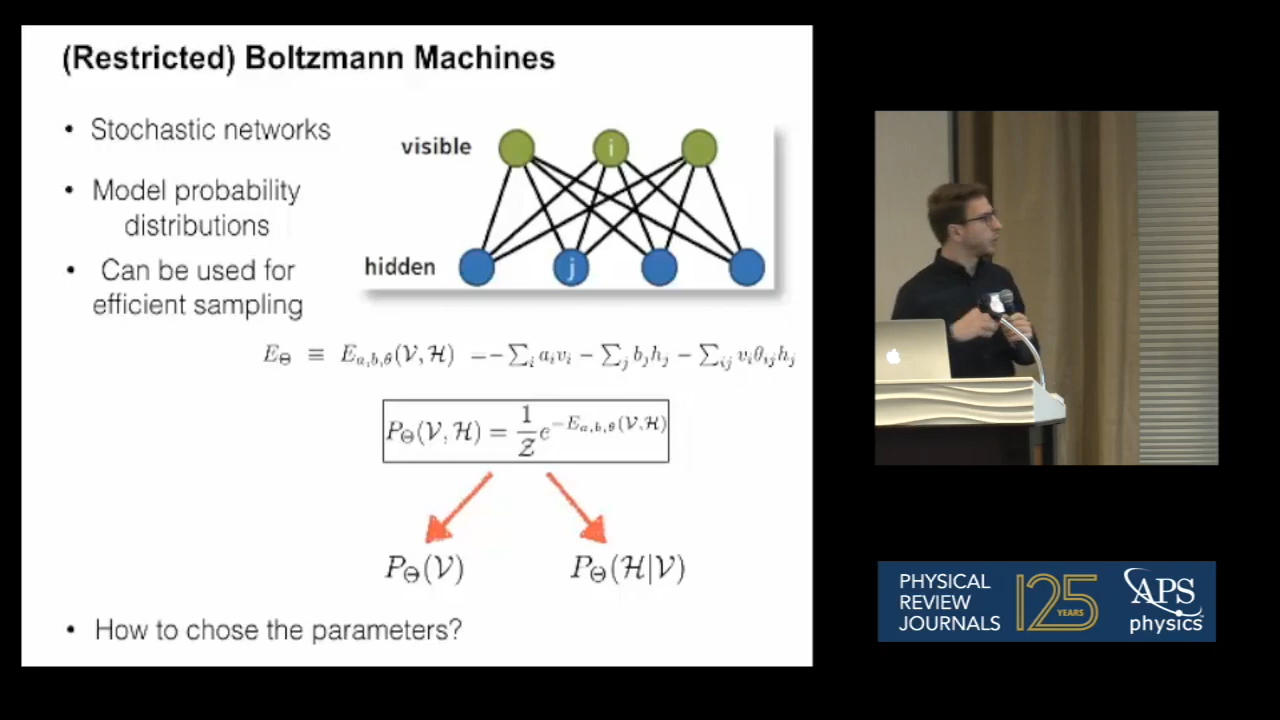 (Restricted) Boltzmann Machines
• Stochastic networks
• Model probability
distributions
• Can be used for
efficient sampling
visible
i
hidden
j
E_Θ ≡ E_{a,b,θ}(𝒱, ℋ) =– ∑_i a_i v_i − ∑_j b_j h_j − ∑_{ij} v_i θ_{ij} h_j
P_Θ(𝒱, ℋ) = 1/𝒵 e^{−E_{a,b,θ}(𝒱,ℋ)}
P_Θ(𝒱)
P_Θ(ℋ|𝒱)
• How to chose the parameters?
PHYSICAL
REVIEW
JOURNALS
125
YEARS
APS
physics